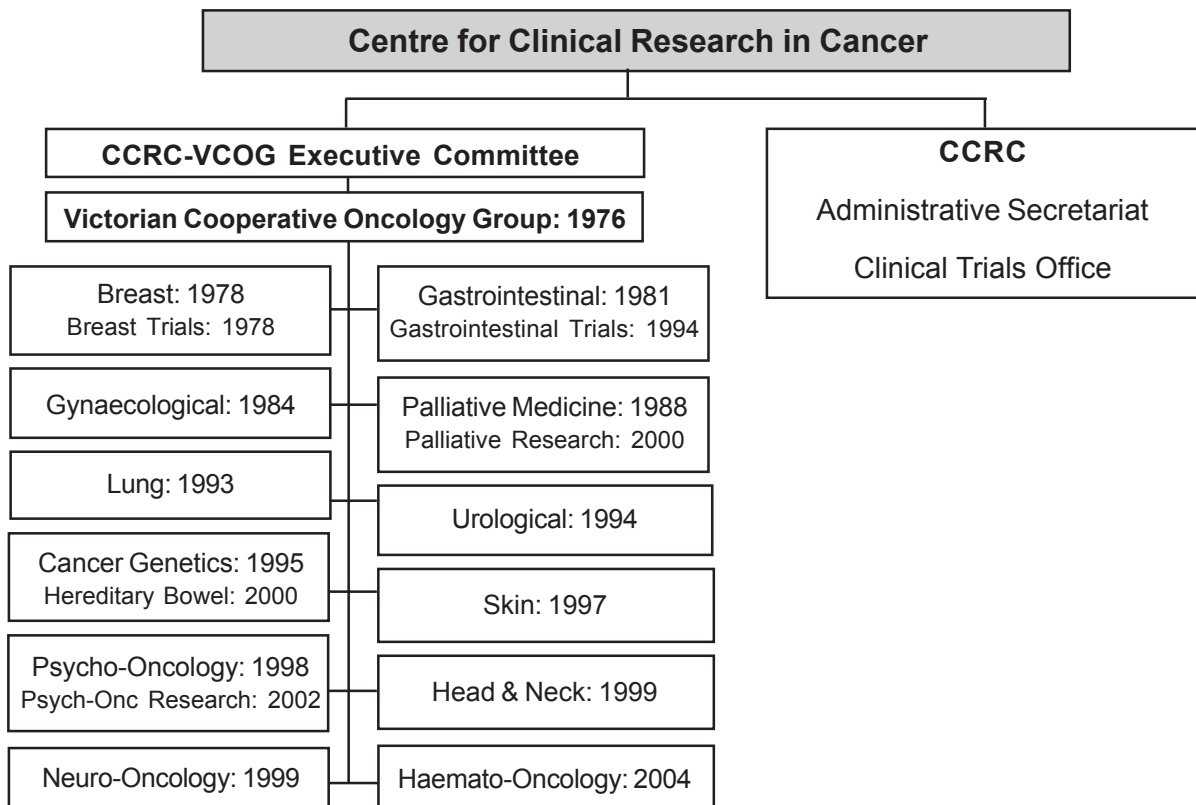 Centre for Clinical Research in Cancer
CCRC-VCOG Executive Committee
Victorian Cooperative Oncology Group: 1976
CCRC
Administrative Secretariat
Clinical Trials Office
Breast: 1978
Breast Trials: 1978
Gastrointestinal: 1981
Gastrointestinal Trials: 1994
Gynaecological: 1984
Palliative Medicine: 1988
Palliative Research: 2000
Lung: 1993
Urological: 1994
Cancer Genetics: 1995
Hereditary Bowel: 2000
Skin: 1997
Psycho-Oncology: 1998
Psych-Onc Research: 2002
Head & Neck: 1999
Neuro-Oncology: 1999
Haemato-Oncology: 2004